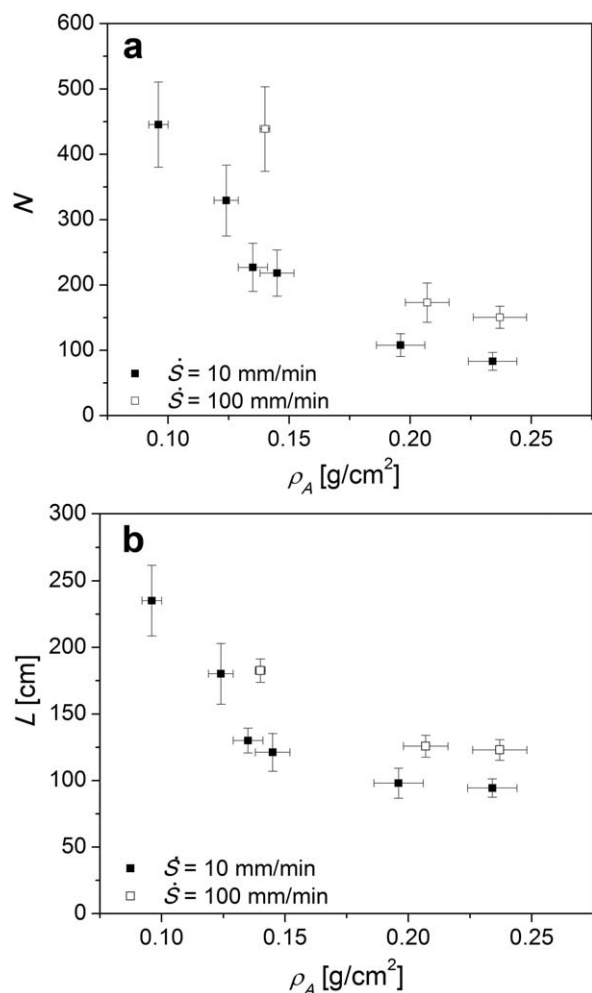 a
600
500
400
300
200
100
0
N
■ Ṡ = 10 mm/min
□ Ṡ = 100 mm/min
0.10 0.15 0.20 0.25
ρA [g/cm²]
b
300
250
200
150
100
50
0
L [cm]
■ Ṡ = 10 mm/min
□ Ṡ = 100 mm/min
0.10 0.15 0.20 0.25
ρA [g/cm²]